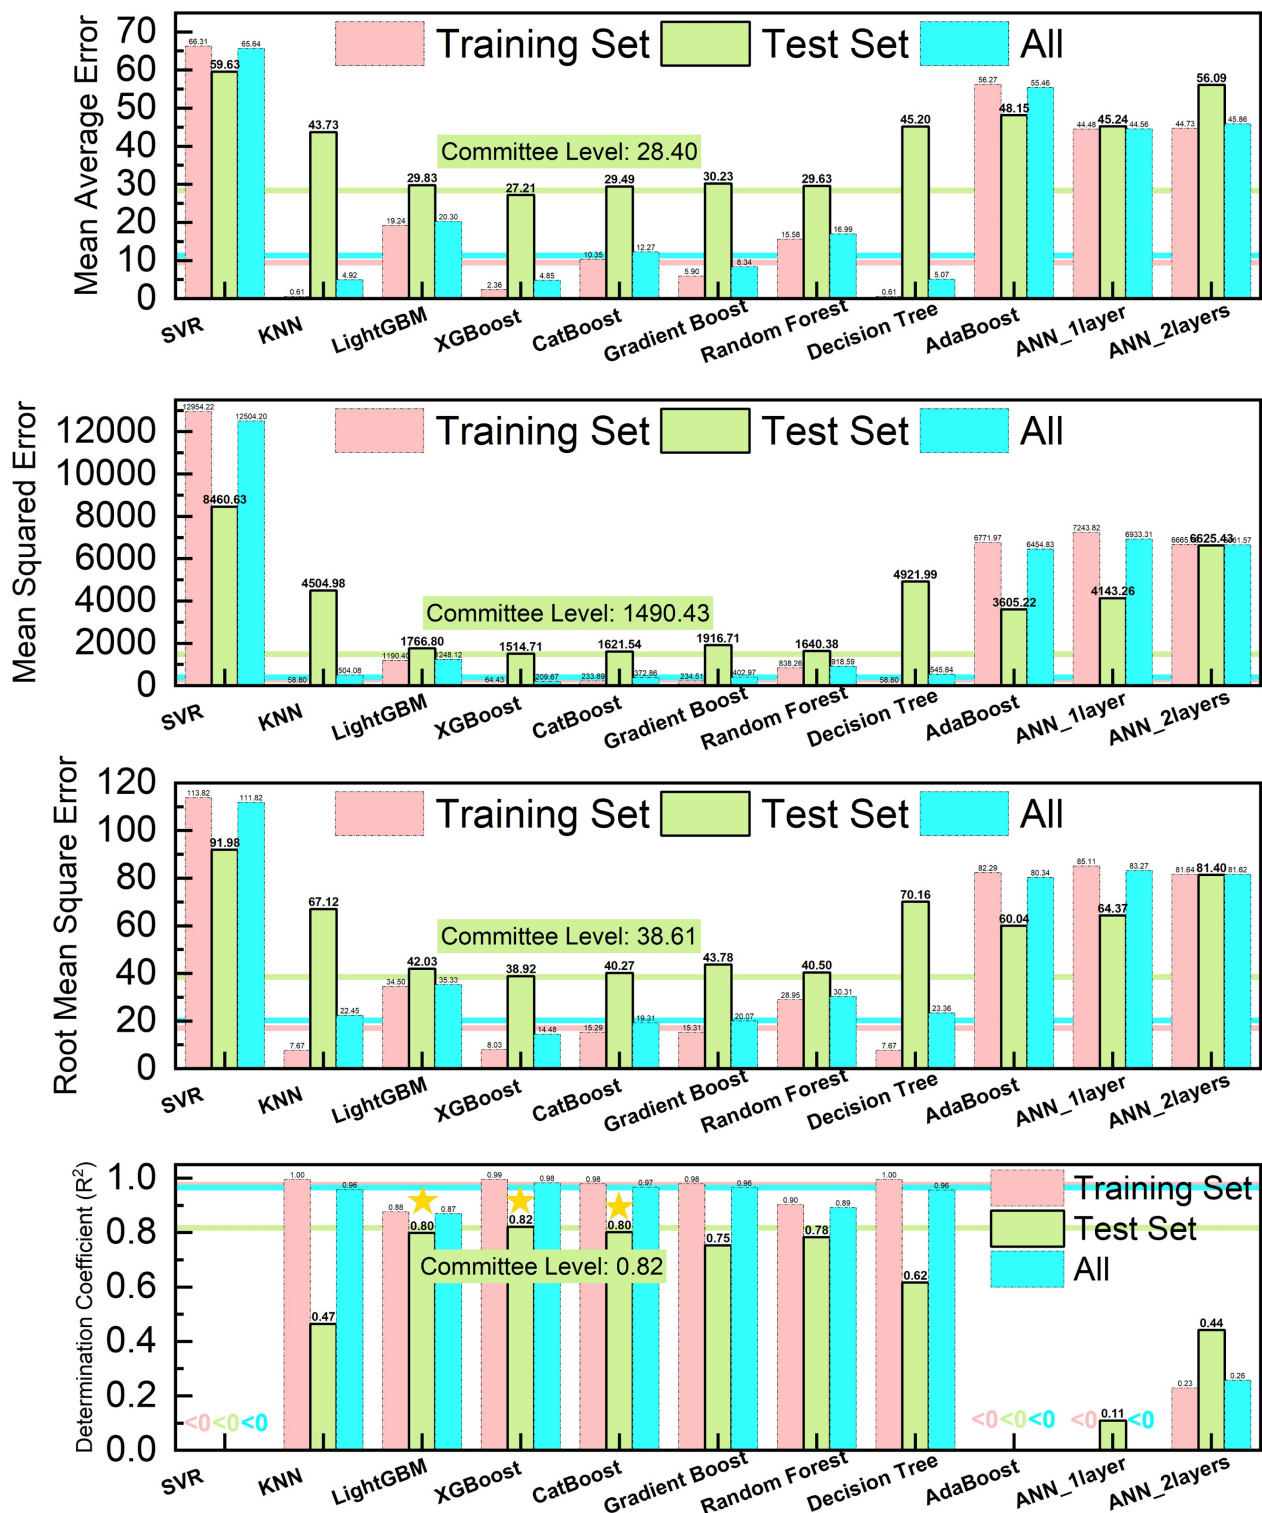 Mean Average Error
70
60
50
40
30
20
10
0
Training Set Test Set All
Committee Level: 28.40
66.31 59.63 65.64
0.61 43.73 4.92
19.24 29.83 20.30
2.36 27.21 4.85
10.35 29.49 12.27
5.90 30.23 8.34
15.58 29.63 16.99
0.61 45.20 5.07
56.27 48.15 55.46
44.48 45.24 44.56
44.73 56.09 45.86
SVR KNN LightGBM XGBoost CatBoost Gradient Boost Random Forest Decision Tree AdaBoost ANN_1layer ANN_2layers
Mean Squared Error
12000
10000
8000
6000
4000
2000
0
Training Set Test Set All
Committee Level: 1490.43
12954.22 8460.63 12504.20
58.80 4504.98 504.08
1190.40 1766.80 1248.12
64.43 1514.71 209.67
233.89 1621.54 372.86
234.51 1916.71 402.97
838.26 1640.38 918.59
58.80 4921.99 545.84
6771.97 3605.22 6454.83
7243.82 4143.26 6933.31
6625.43
SVR KNN LightGBM XGBoost CatBoost Gradient Boost Random Forest Decision Tree AdaBoost ANN_1layer ANN_2layers
Root Mean Square Error
120
100
80
60
40
20
0
Training Set Test Set All
Committee Level: 38.61
113.82 91.98 111.82
7.67 67.12 22.45
34.50 42.03 35.33
8.03 38.92 14.48
15.29 40.27 19.31
15.31 43.78 20.07
28.95 40.50 30.31
7.67 70.16 23.36
82.29 60.04 80.34
85.11 64.37 83.27
81.64 81.40 81.62
SVR KNN LightGBM XGBoost CatBoost Gradient Boost Random Forest Decision Tree AdaBoost ANN_1layer ANN_2layers
Determination Coefficient (R²)
1.0
0.8
0.6
0.4
0.2
0.0
Training Set
Test Set
All
Committee Level: 0.82
<0 <0 <0
1.00 0.47 0.96
0.88 0.80 0.87
0.99 0.82 0.98
0.98 0.80 0.97
0.98 0.75 0.96
0.90 0.78 0.89
1.00 0.62 0.96
<0 <0 <0
<0 0.11 <0
0.23 0.44 0.26
SVR KNN LightGBM XGBoost CatBoost Gradient Boost Random Forest Decision Tree AdaBoost ANN_1layer ANN_2layers